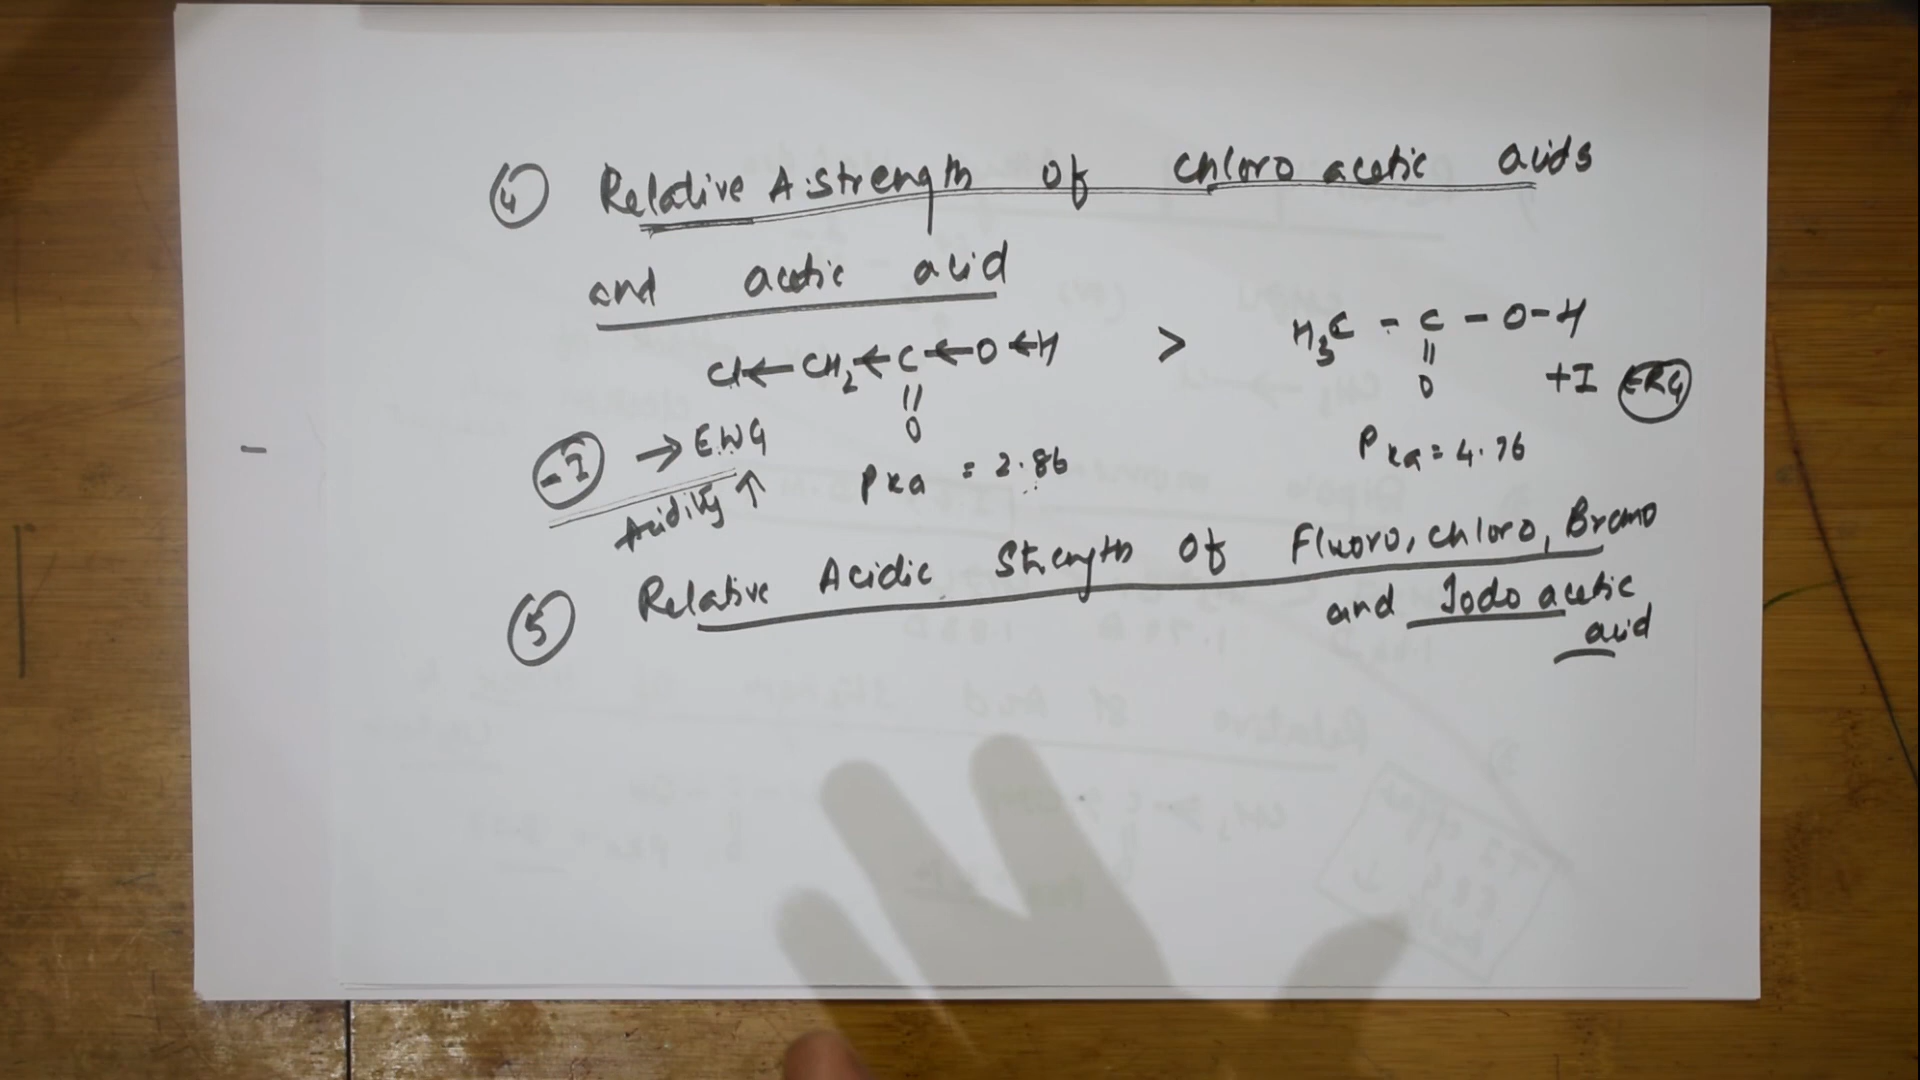 ④ Relative A.strength of chloro acetic acids
and acetic acid
Cl ← CH₂ ← C ← O ← H > H₃C - C - O - H
|| ||
O O
-I → E.W.G +I ERG
Acidity ↑ Pka = 2.86 Pka = 4.76
⑤ Relative Acidic Strength of Fluoro, chloro, Bromo
and Iodo acetic
acid